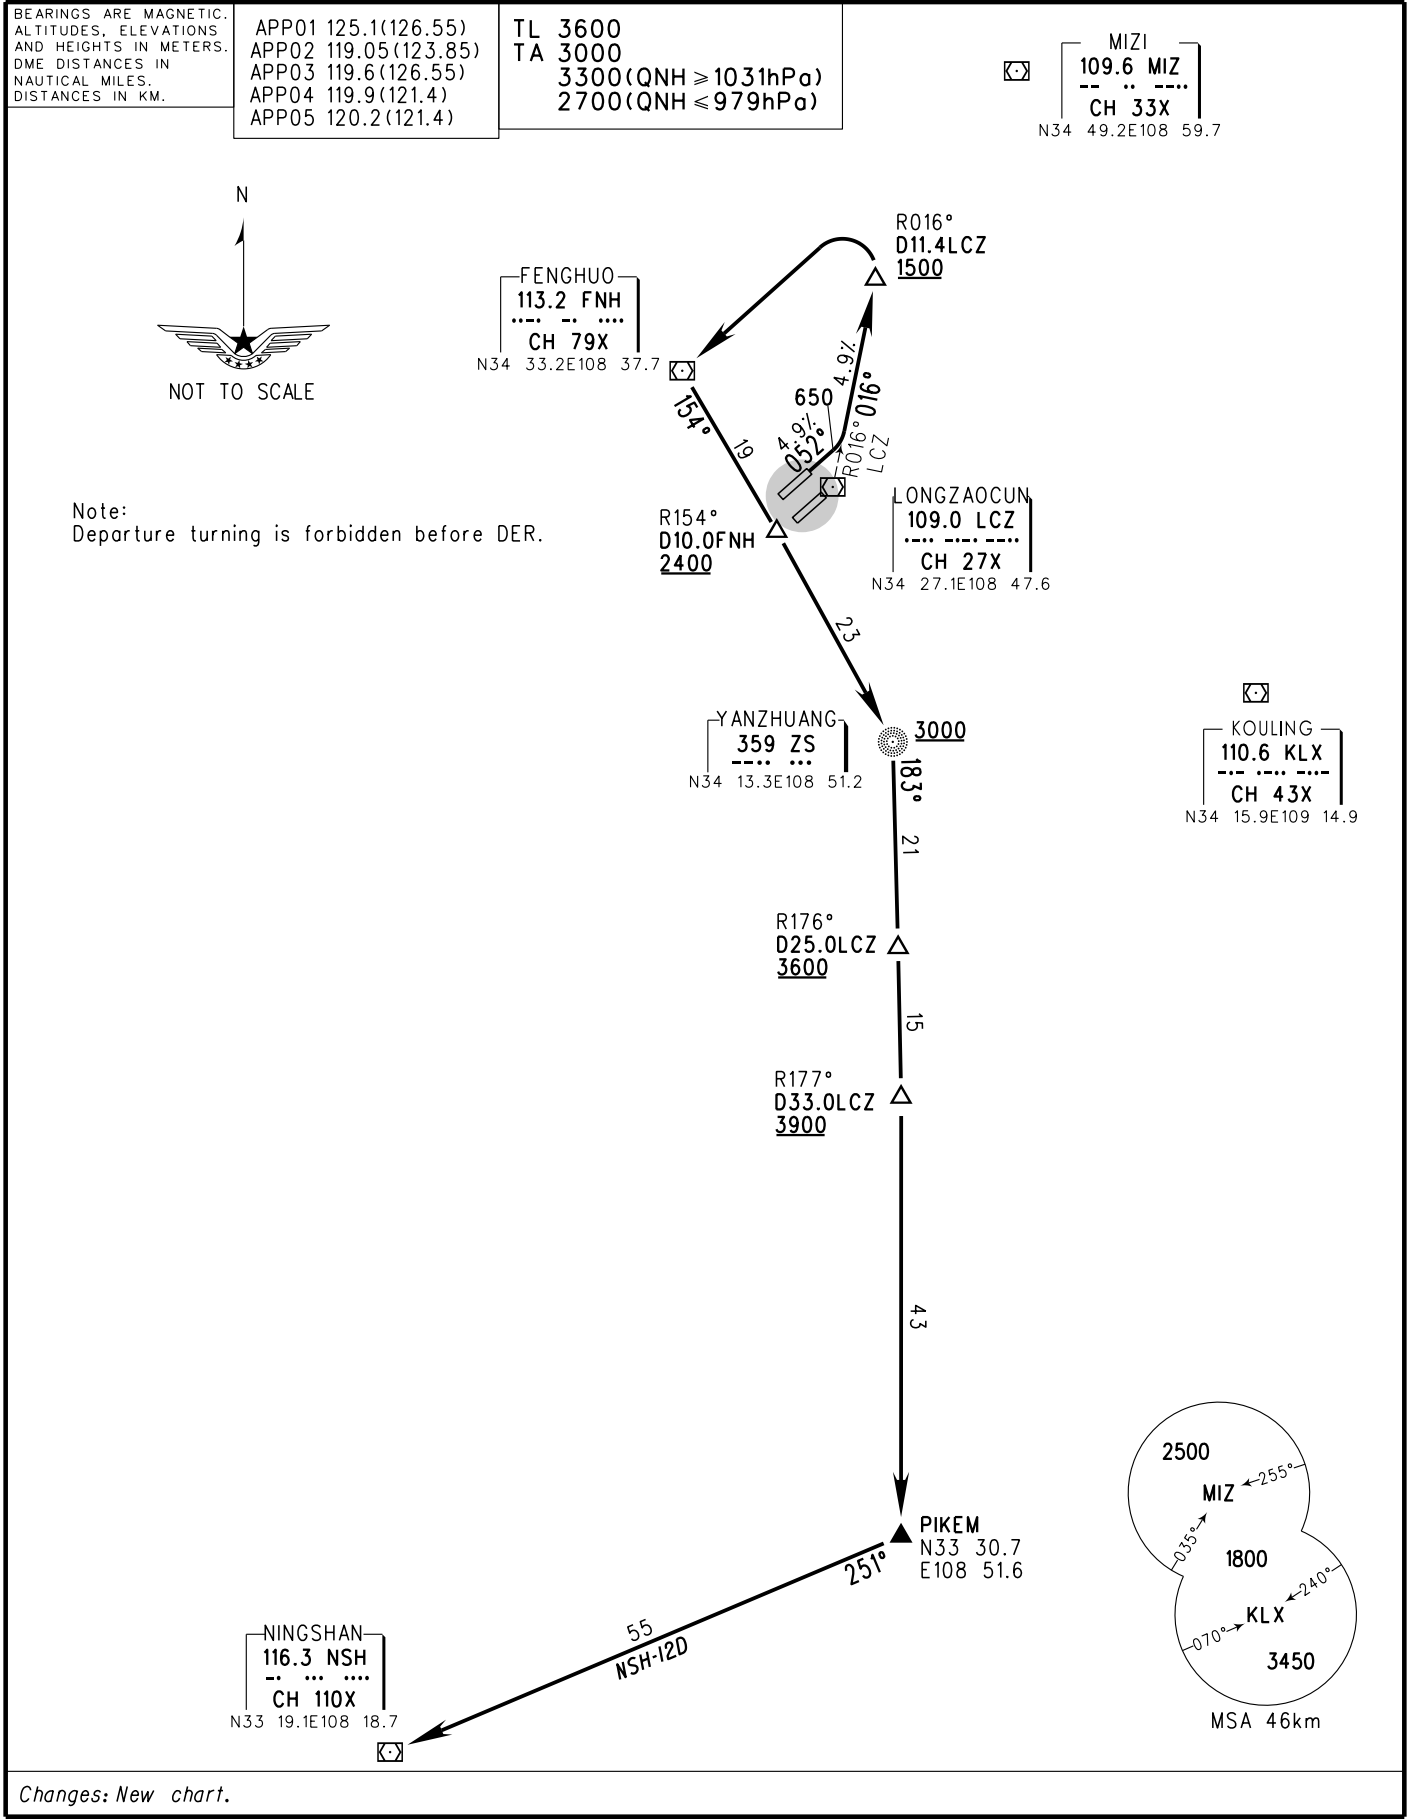 BEARINGS ARE MAGNETIC.
ALTITUDES, ELEVATIONS
AND HEIGHTS IN METERS.
DME DISTANCES IN
NAUTICAL MILES.
DISTANCES IN KM.
APP01 125.1(126.55)
APP02 119.05(123.85)
APP03 119.6(126.55)
APP04 119.9(121.4)
APP05 120.2(121.4)
TL 3600
TA 3000
3300(QNH ≥1031hPa)
2700(QNH ≤979hPa)
MIZI
109.6 MIZ
CH 33X
N34 49.2E108 59.7
N
NOT TO SCALE
R016°
D11.4LCZ
1500
FENGHUO
113.2 FNH
CH 79X
N34 33.2E108 37.7
154°
19
4.9%
016°
650
4.9%
052°
R016°
LCZ
Note:
Departure turning is forbidden before DER.
LONGZAOCUN
109.0 LCZ
CH 27X
N34 27.1E108 47.6
R154°
D10.0FNH
2400
23
YANZHUANG
359 ZS
N34 13.3E108 51.2
3000
183°
KOULING
110.6 KLX
CH 43X
N34 15.9E109 14.9
21
R176°
D25.0LCZ
3600
15
R177°
D33.0LCZ
3900
43
PIKEM
N33 30.7
E108 51.6
251°
55
NSH-12D
NINGSHAN
116.3 NSH
CH 110X
N33 19.1E108 18.7
2500
255°
MIZ
035°
1800
240°
KLX
070°
3450
MSA 46km
Changes: New chart.